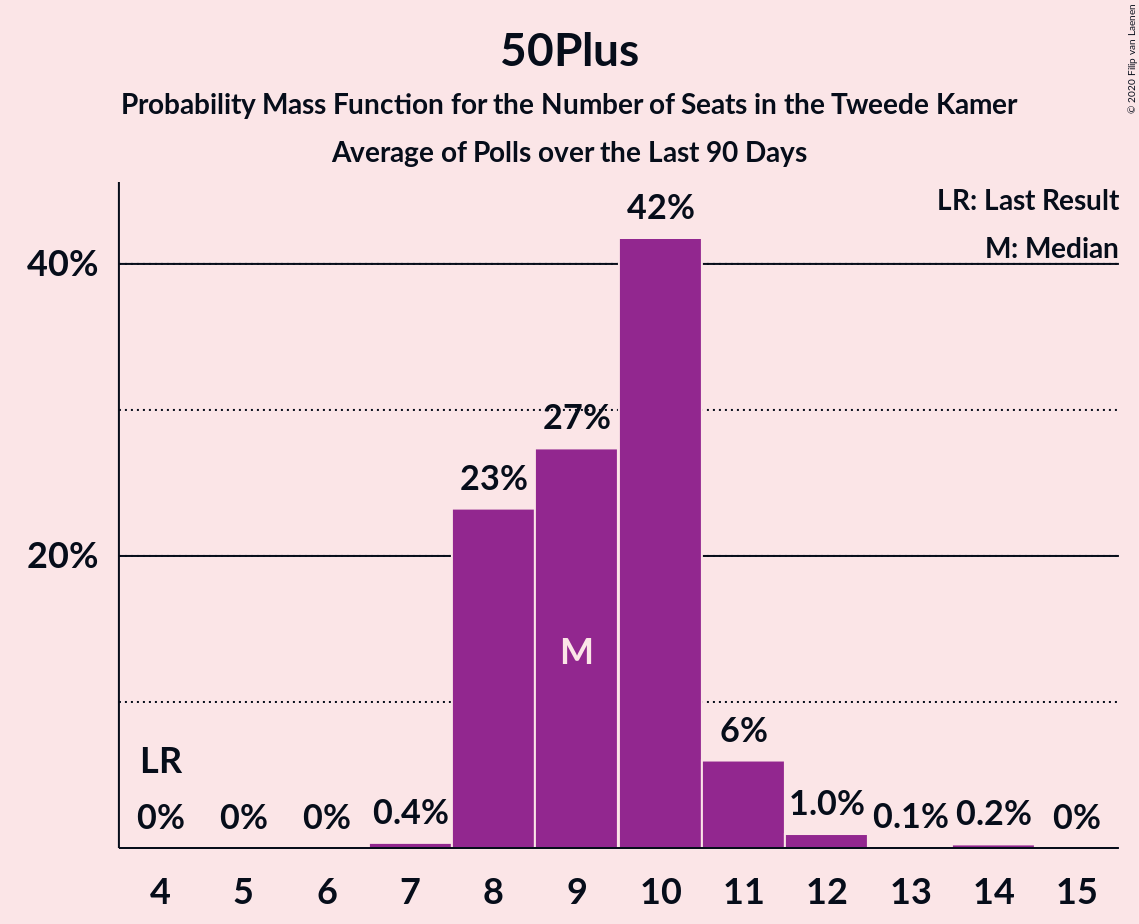 50Plus
Probability Mass Function for the Number of Seats in the Tweede Kamer
Average of Polls over the Last 90 Days
© 2020 Filip van Laenen
LR: Last Result
M: Median
42%
40%
27%
23%
20%
M
6%
LR
0% 0% 0% 0.4% 1.0% 0.1% 0.2% 0%
4 5 6 7 8 9 10 11 12 13 14 15